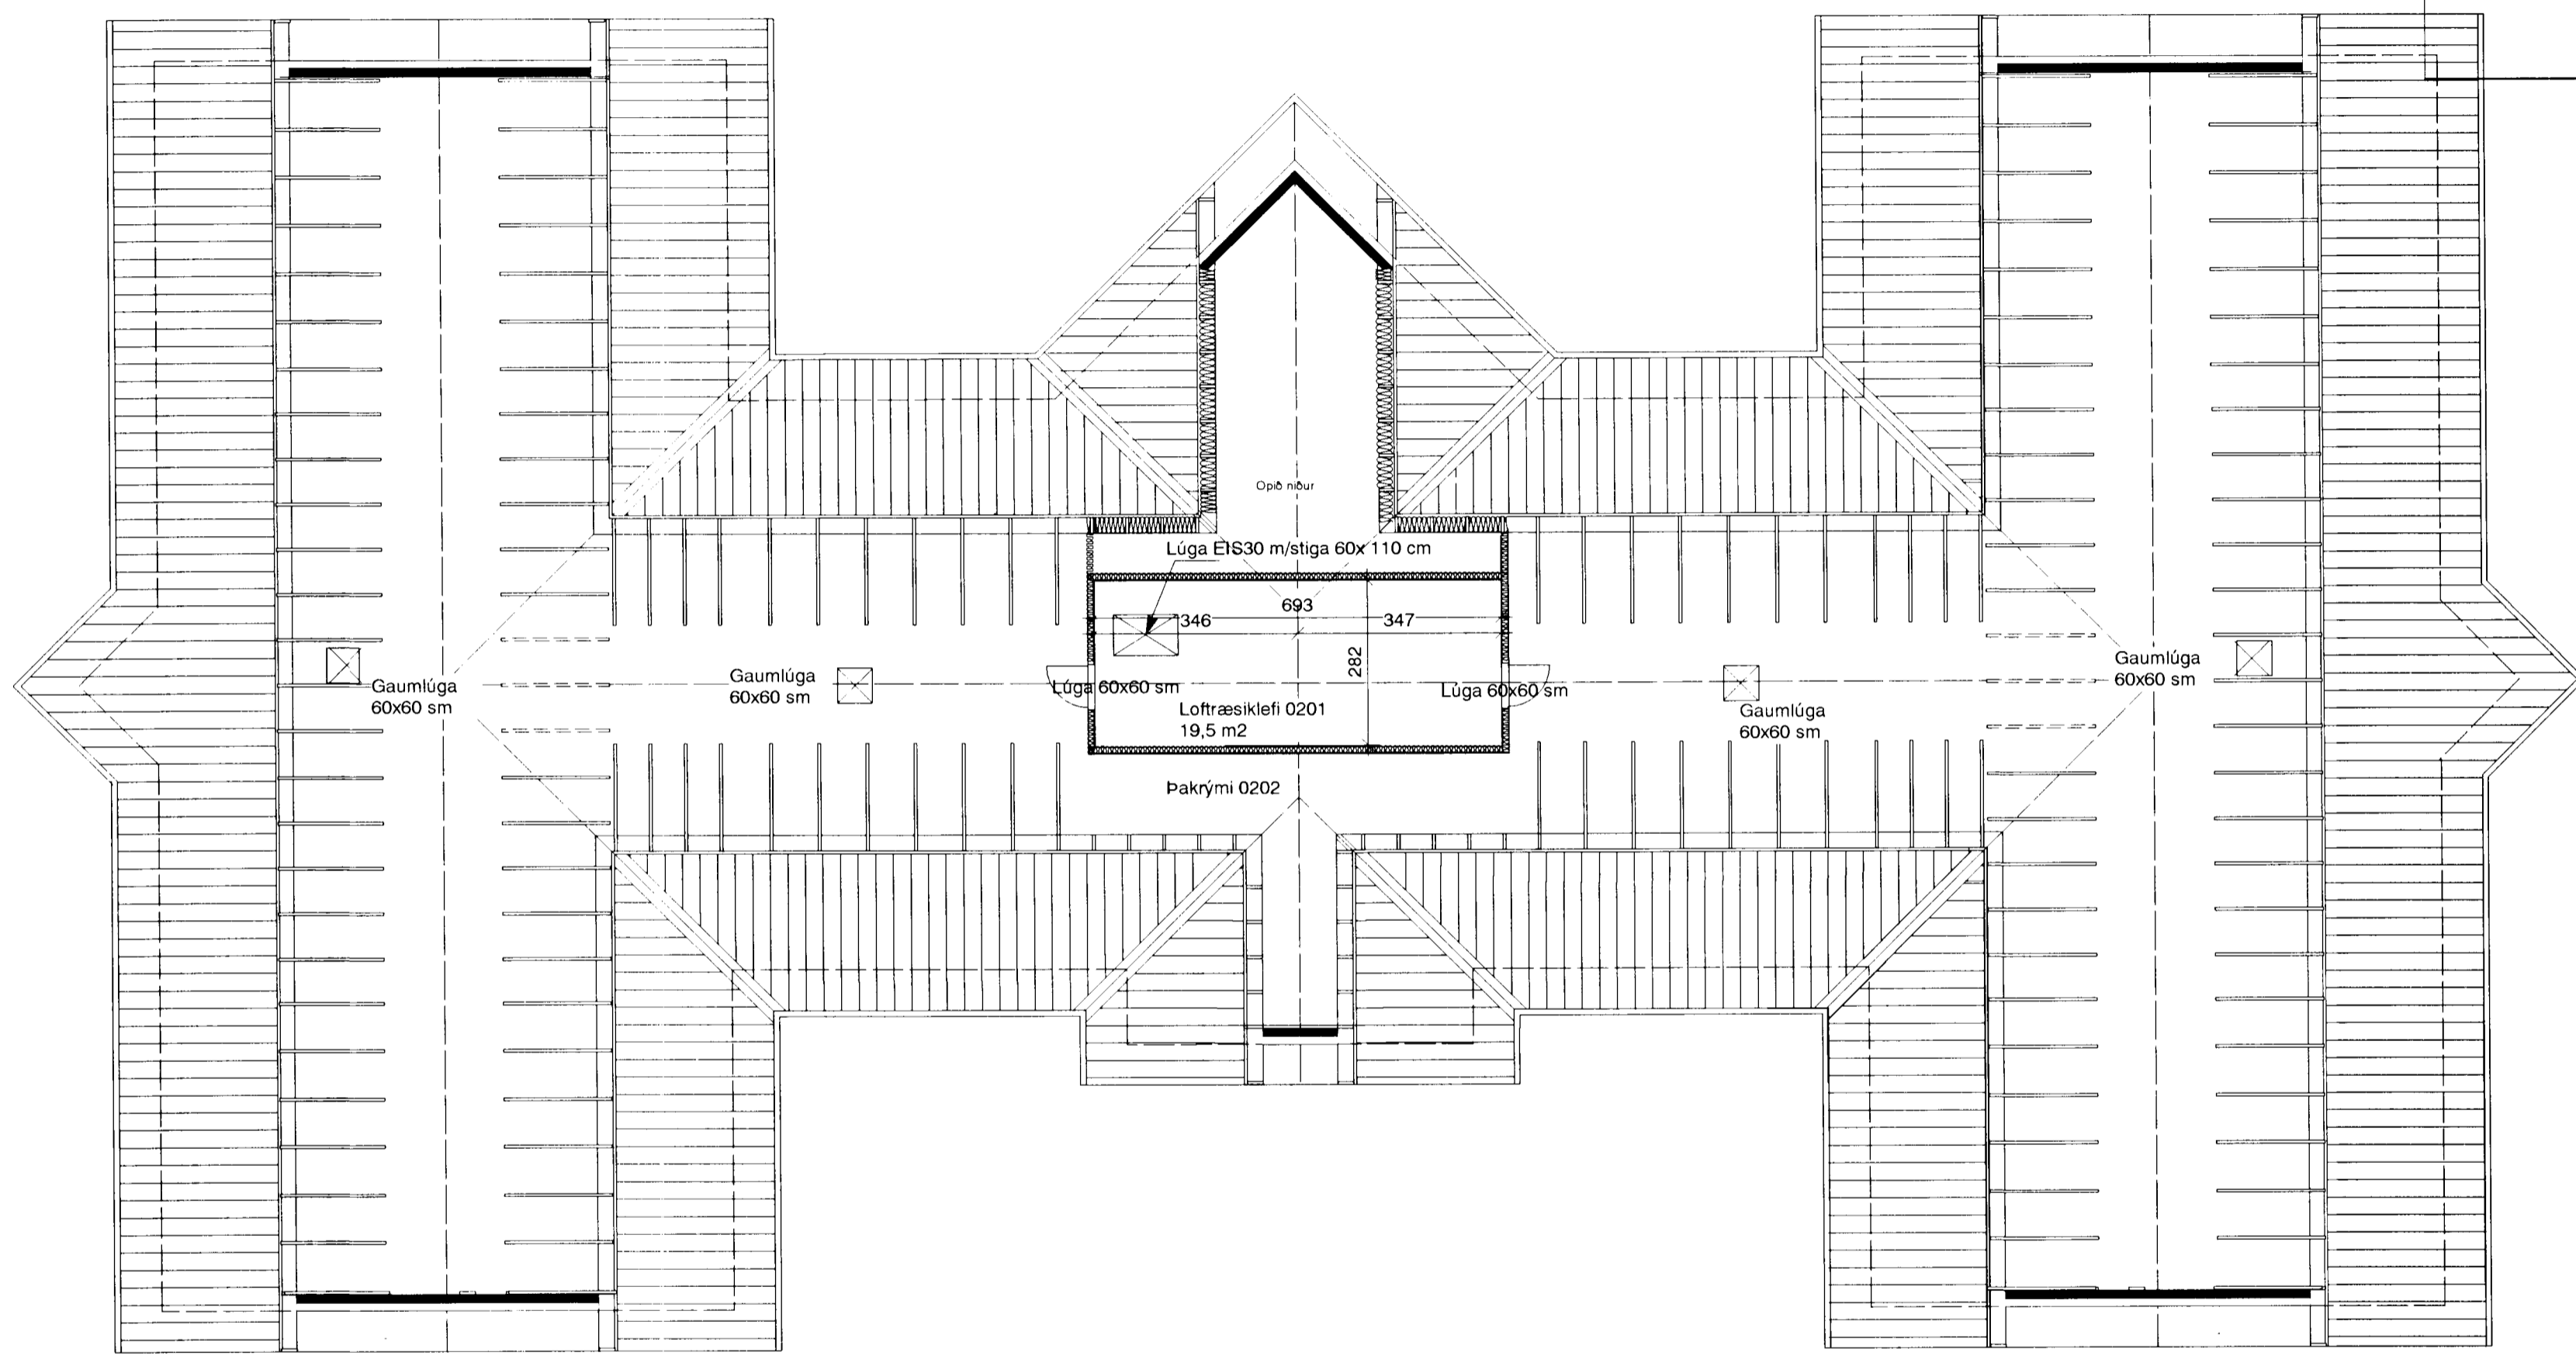 Opið niður
Lúga EIS30 m/stiga 60x 110 cm
693
346
347
282
Gaumlúga
60x60 sm
Gaumlúga
60x60 sm
Lúga 60x60 sm
Lúga 60x60 sm
Gaumlúga
60x60 sm
Gaumlúga
60x60 sm
Loftræsiklefi 0201
19,5 m2
Þakrými 0202